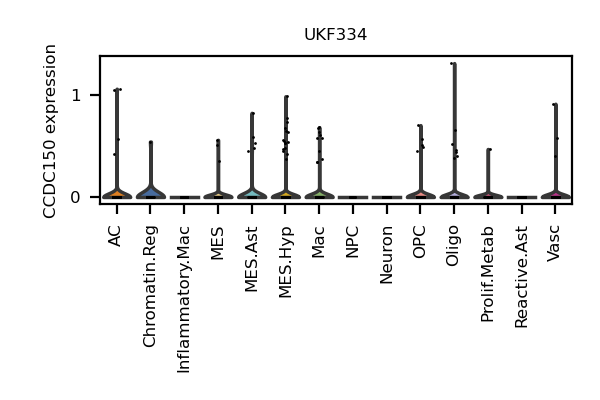 UKF334
CCDC150 expression
1
0
AC
Chromatin.Reg
Inflammatory.Mac
MES
MES.Ast
MES.Hyp
Mac
NPC
Neuron
OPC
Oligo
Prolif.Metab
Reactive.Ast
Vasc